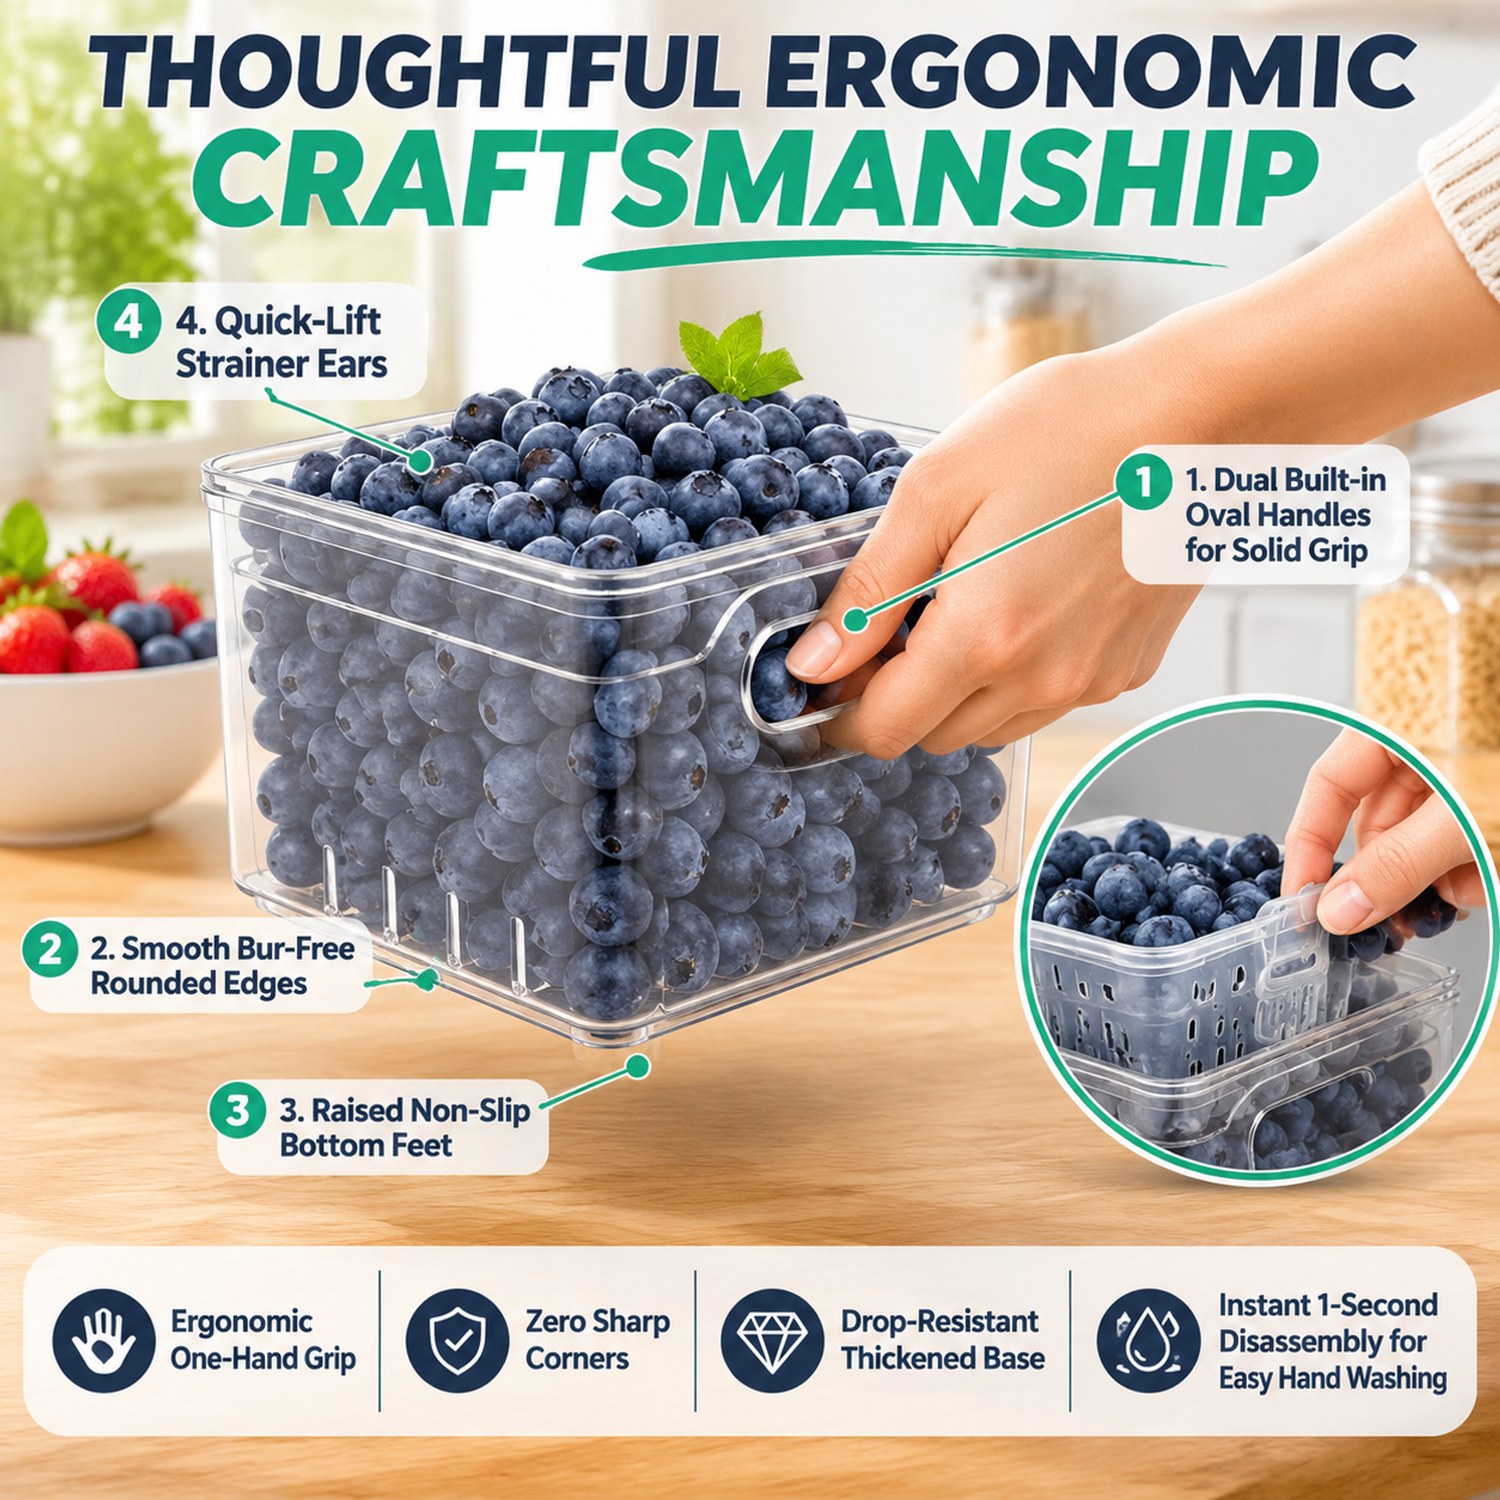 THOUGHTFUL ERGONOMIC
CRAFTSMANSHIP
4 4. Quick-Lift
Strainer Ears
1 1. Dual Built-in
Oval Handles
for Solid Grip
2 2. Smooth Bur-Free
Rounded Edges
3 3. Raised Non-Slip
Bottom Feet
Ergonomic
One-Hand Grip
Zero Sharp
Corners
Drop-Resistant
Thickened Base
Instant 1-Second
Disassembly for
Easy Hand Washing